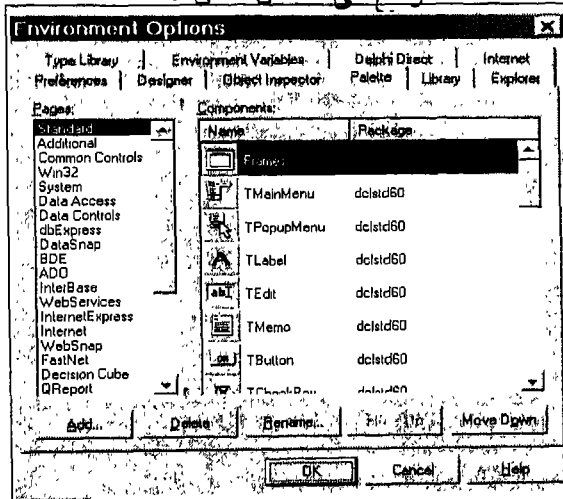 Environment Options
Type Library Environment Variables Delphi Direct Internet
Preferences Designer Object Inspector Palette Library Explorer
Pages:
Standard
Additional
Common Controls
Win32
System
Data Access
Data Controls
dbExpress
DataSnap
BDE
ADO
InterBase
WebServices
InternetExpress
Internet
WebSnap
FastNet
Decision Cube
QReport
Components:
Name Package
Frames
TMainMenu dclstd60
TPopupMenu dclstd60
TLabel dclstd60
TEdit dclstd60
TMemo dclstd60
TButton dclstd60
TCheckBox dclstd60
Add... Delete Rename... Move Down
OK Cancel Help